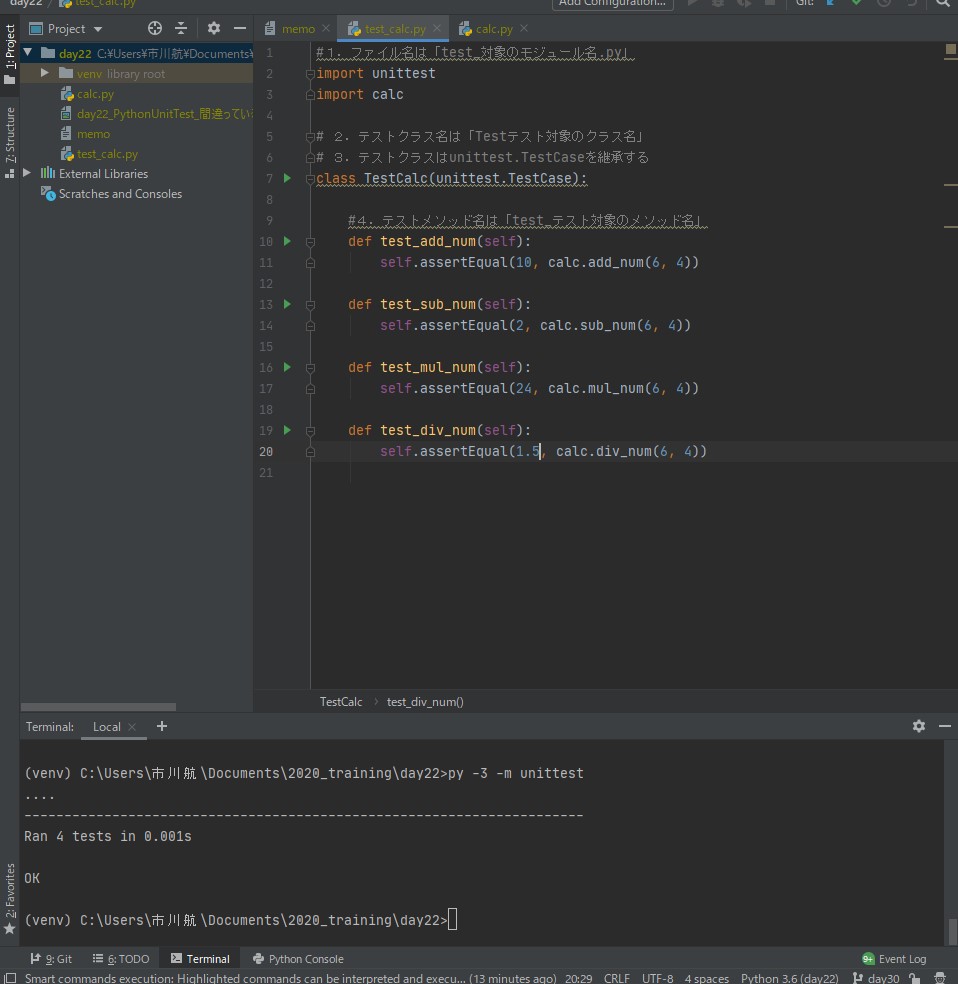 day22 test_calc.py Add Configuration... Git:
Project
memo test_calc.py calc.py
1: Project
7: Structure
2: Favorites
day22 C:¥Users¥市川航¥Documents¥
venv library root
calc.py
day22_PythonUnitTest_間違ってい
memo
test_calc.py
External Libraries
Scratches and Consoles
1 #１．ファイル名は「test_対象のモジュール名.py」
2 import unittest
3 import calc
4
5 # ２．テストクラス名は「Testテスト対象のクラス名」
6 # ３．テストクラスはunittest.TestCaseを継承する
7 class TestCalc(unittest.TestCase):
8
9 #４．テストメソッド名は「test_テスト対象のメソッド名」
10 def test_add_num(self):
11 self.assertEqual(10, calc.add_num(6, 4))
12
13 def test_sub_num(self):
14 self.assertEqual(2, calc.sub_num(6, 4))
15
16 def test_mul_num(self):
17 self.assertEqual(24, calc.mul_num(6, 4))
18
19 def test_div_num(self):
20 self.assertEqual(1.5, calc.div_num(6, 4))
21
TestCalc › test_div_num()
Terminal: Local
(venv) C:\Users\市川航\Documents\2020_training\day22>py -3 -m unittest
....
----------------------------------------------------------------------
Ran 4 tests in 0.001s
OK
(venv) C:\Users\市川航\Documents\2020_training\day22>
9: Git 6: TODO Terminal Python Console 9+ Event Log
Smart commands execution: Highlighted commands can be interpreted and execu... (13 minutes ago) 20:29 CRLF UTF-8 4 spaces Python 3.6 (day22) day30